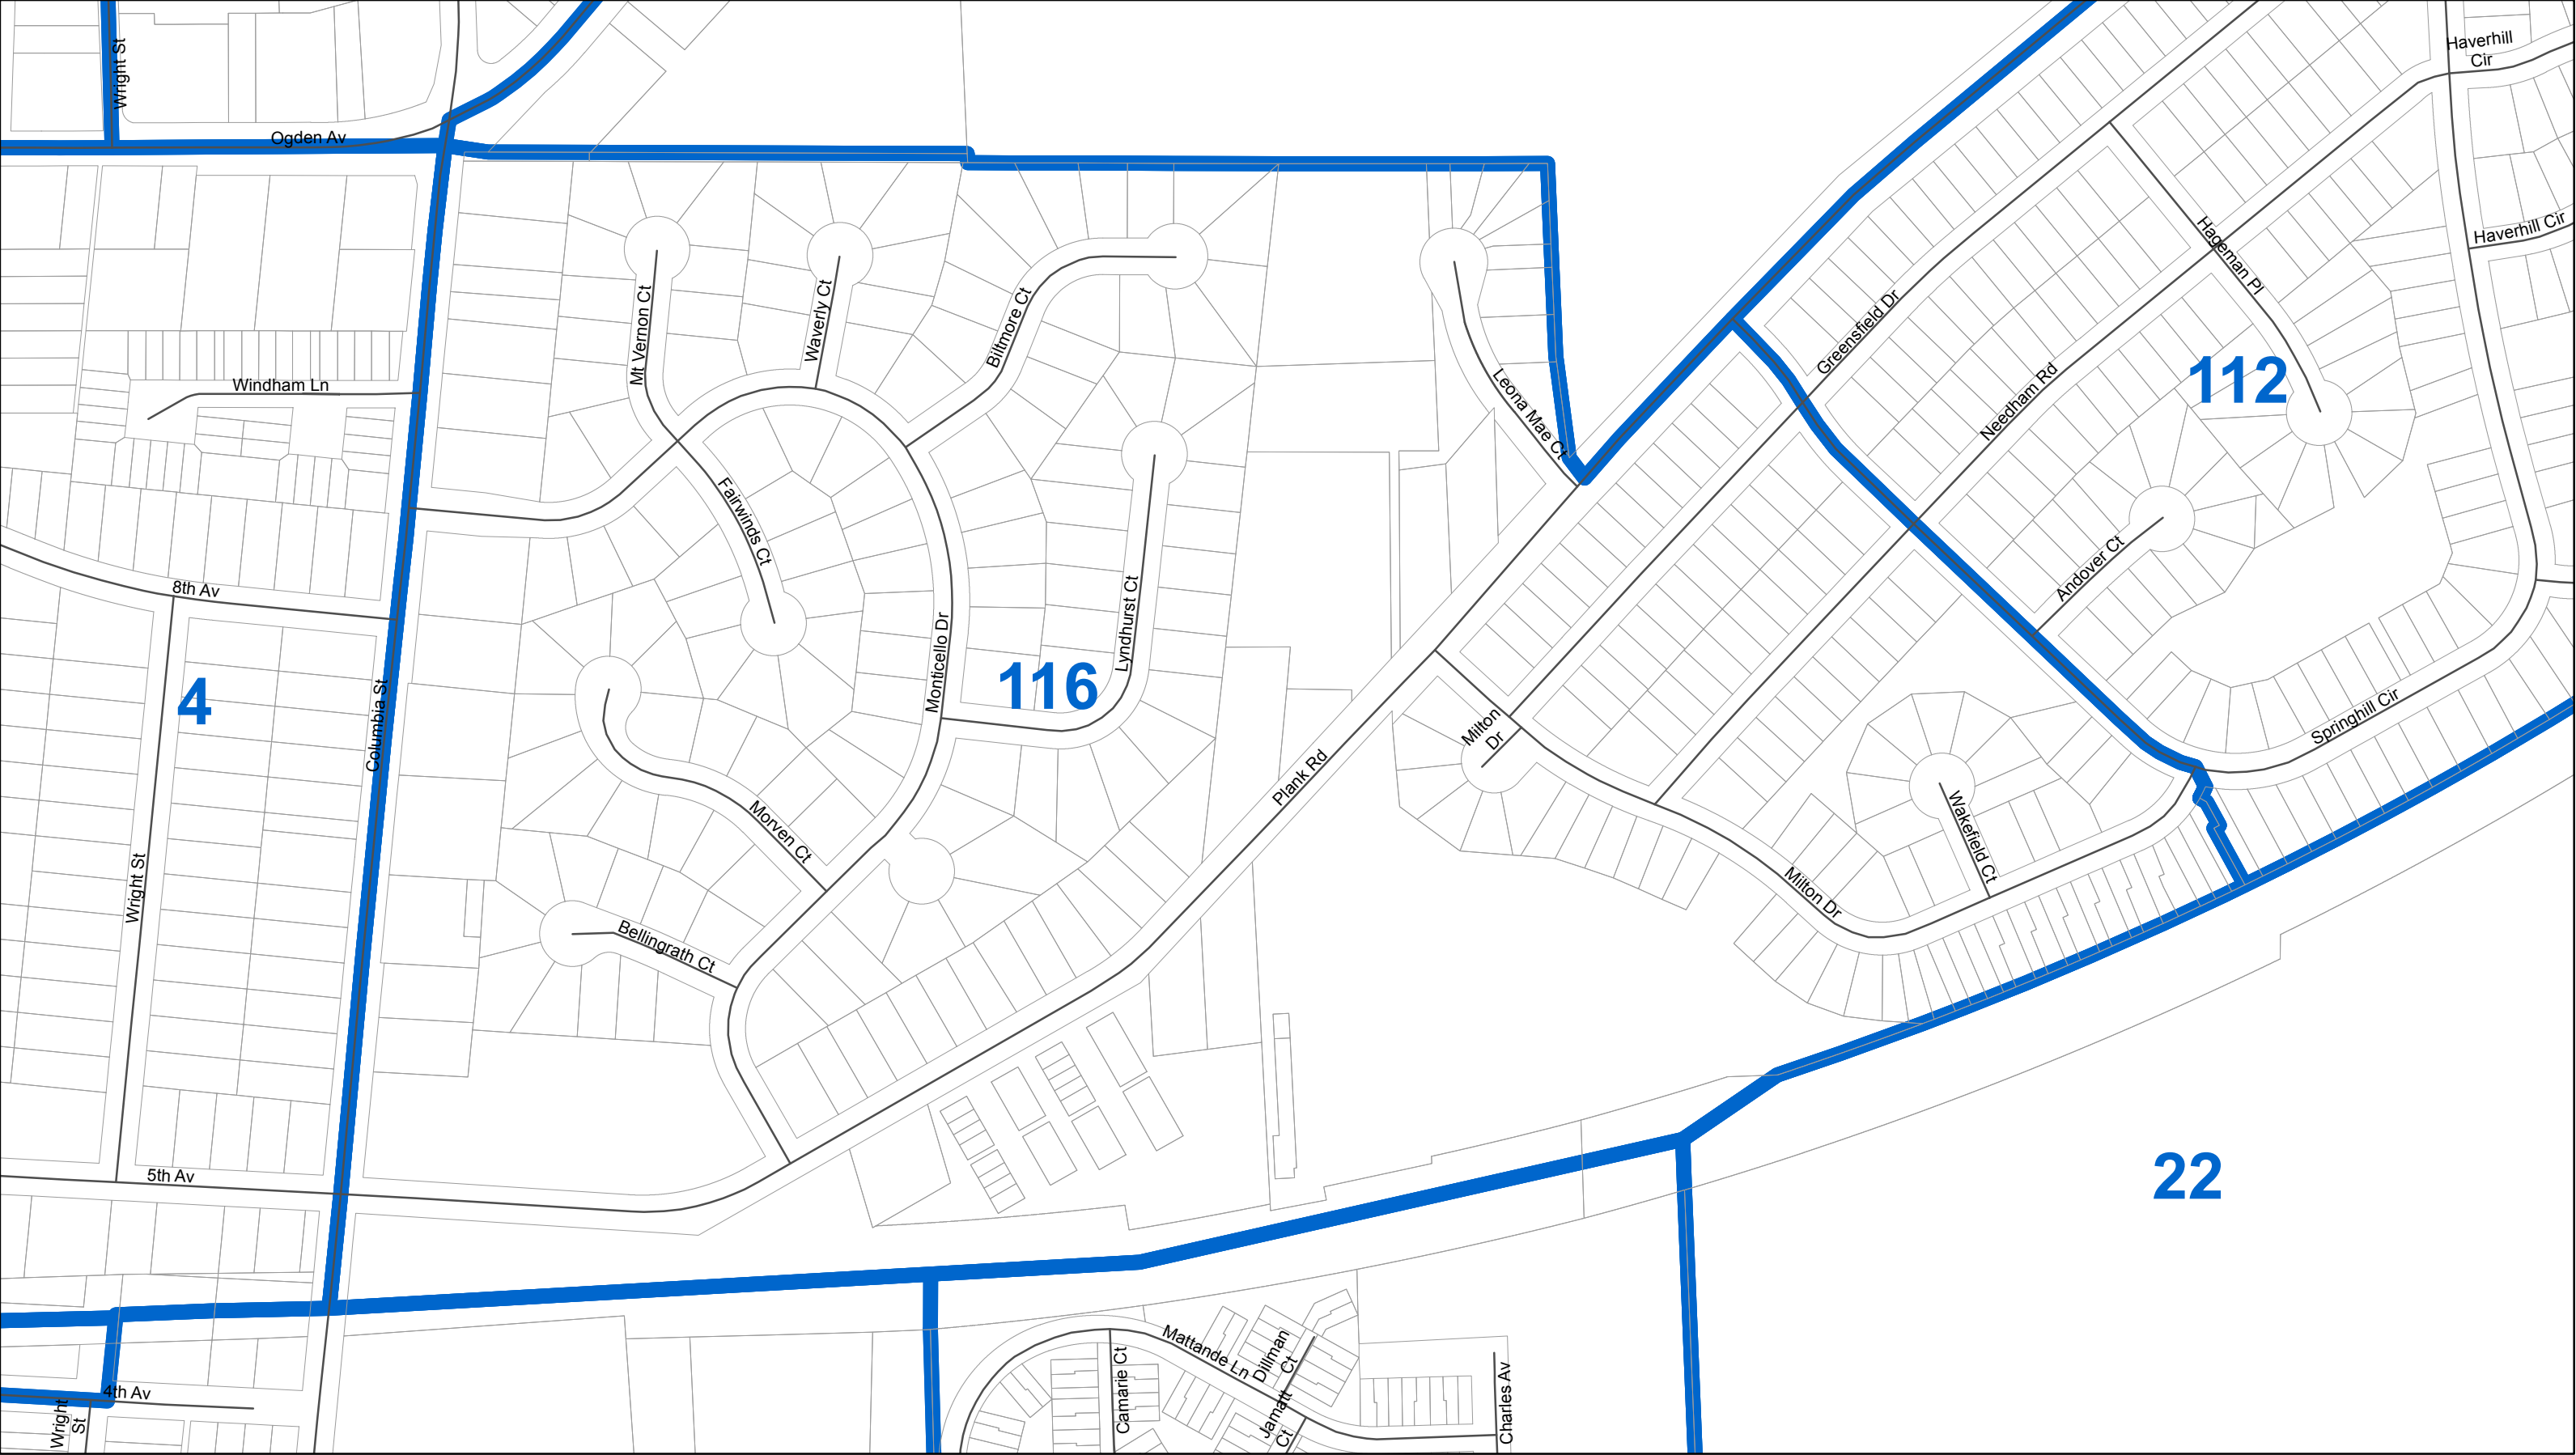 Wright St
Ogden Av
Haverhill
Cir
Haverhill Cir
Hageman Pl
Mt Vernon Ct
Waverly Ct
Biltmore Ct
Greensfield Dr
Leona Mae Ct
Needham Rd
112
Windham Ln
Fairwinds Ct
Andover Ct
8th Av
Lyndhurst Ct
Monticello Dr
116
4
Columbia St
Milton
Dr
Springhill Cir
Plank Rd
Morven Ct
Wakefield Ct
Wright St
Milton Dr
Bellingrath Ct
5th Av
22
Mattande Ln
Dillman
Ct
Camarie Ct
Jamatt
Ct
Charles Av
4th Av
Wright
St